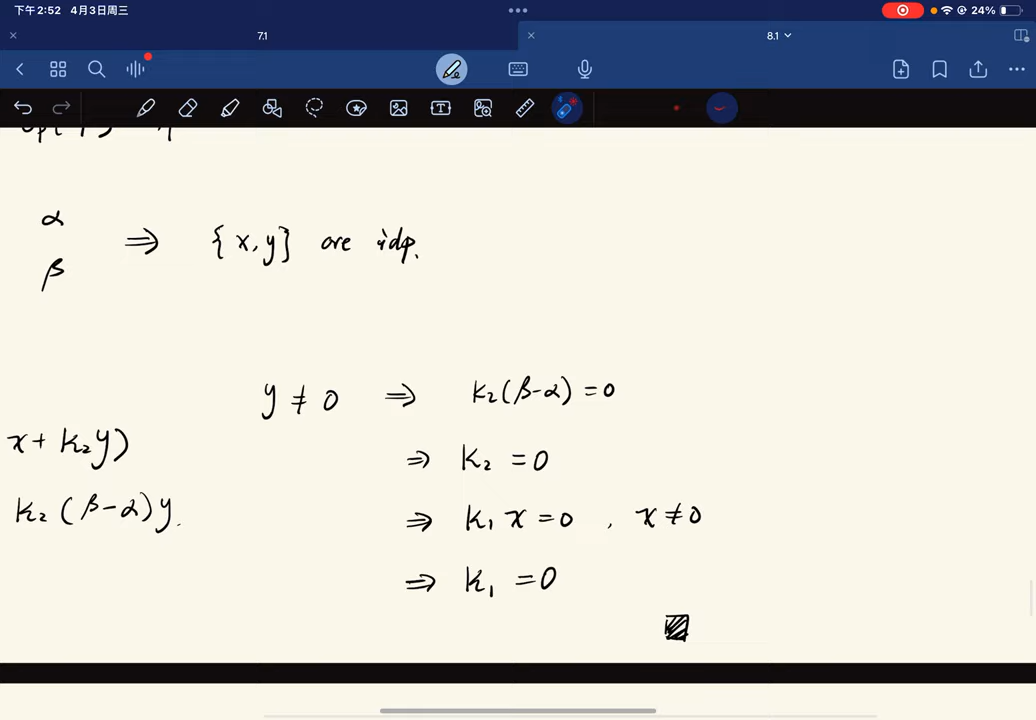 下午2:52 4月3日周三
24%
7.1
8.1
α
⇒ {x, y} are idp.
β
y ≠ 0 ⇒ k₂(β-α) = 0
x + k₂y)
⇒ k₂ = 0
k₂(β-α)y.
⇒ k₁x = 0 , x ≠ 0
⇒ k₁ = 0